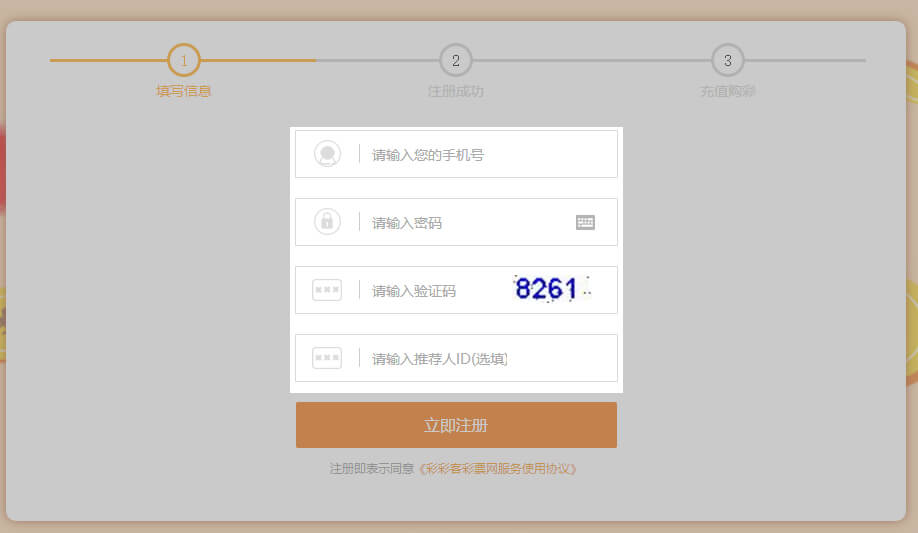 1
2
3
填写信息
注册成功
充值购彩
请输入您的手机号
请输入密码
请输入验证码
8261
请输入推荐人ID(选填)
立即注册
注册即表示同意《彩彩客彩票网服务使用协议》